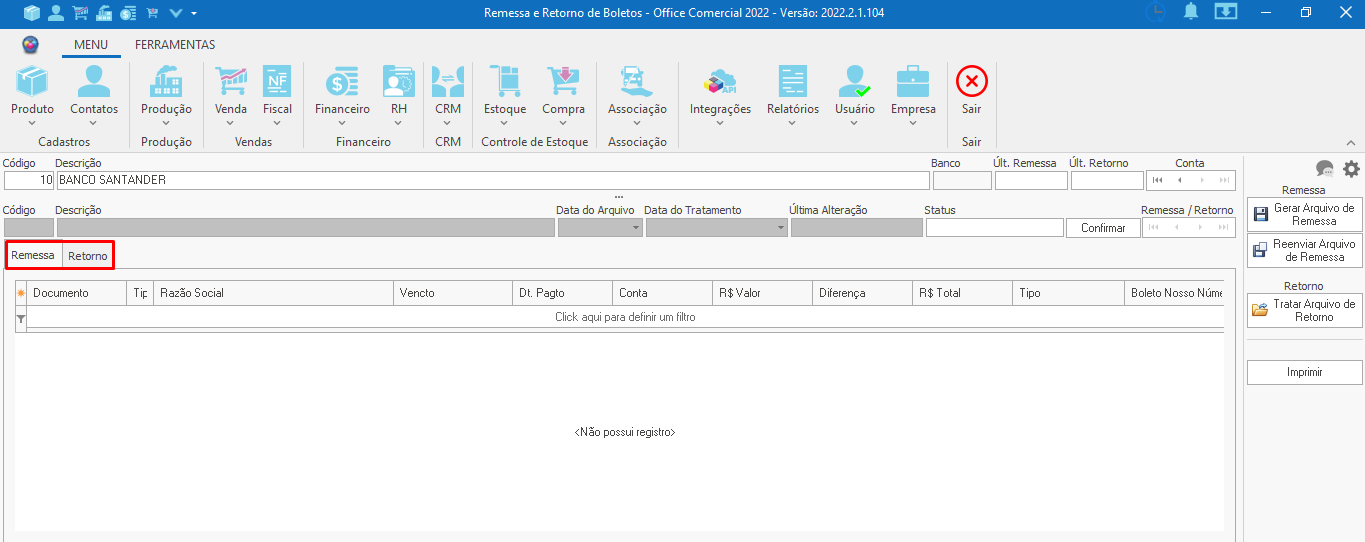 Remessa e Retorno de Boletos - Office Comercial 2022 - Versão: 2022.2.1.104
MENU FERRAMENTAS
Produto Contatos Produção Venda Fiscal Financeiro RH CRM Estoque Compra Associação Integrações Relatórios Usuário Empresa Sair
Cadastros Produção Vendas Financeiro CRM Controle de Estoque Associação Sair
Código Descrição Banco Últ. Remessa Últ. Retorno Conta
10 BANCO SANTANDER
Código Descrição Data do Arquivo Data do Tratamento Última Alteração Status Remessa / Retorno
Confirmar
Remessa Retorno
Documento Tip Razão Social Vencto Dt. Pagto Conta R$ Valor Diferença R$ Total Tipo Boleto Nosso Núme
Click aqui para definir um filtro
<Não possui registro>
Remessa
Gerar Arquivo de
Remessa
Reenviar Arquivo
de Remessa
Retorno
Tratar Arquivo de
Retorno
Imprimir